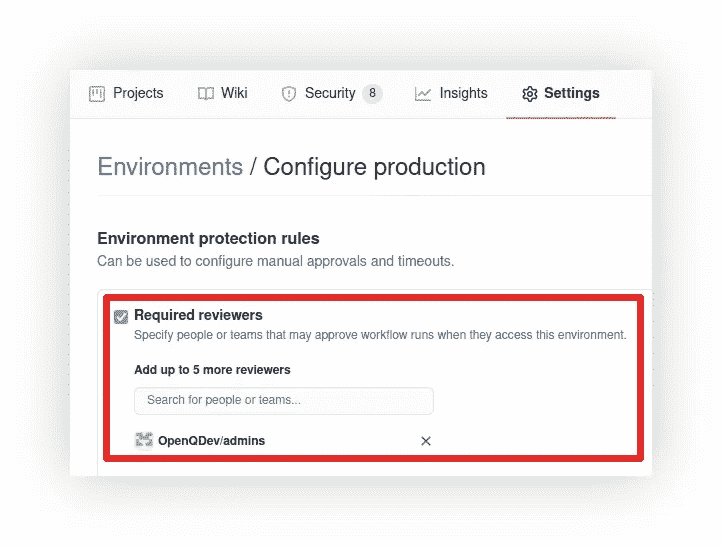 Projects Wiki Security 8 Insights Settings
Environments / Configure production
Environment protection rules
Can be used to configure manual approvals and timeouts.
Required reviewers
Specify people or teams that may approve workflow runs when they access this environment.
Add up to 5 more reviewers
Search for people or teams...
OpenQDev/admins